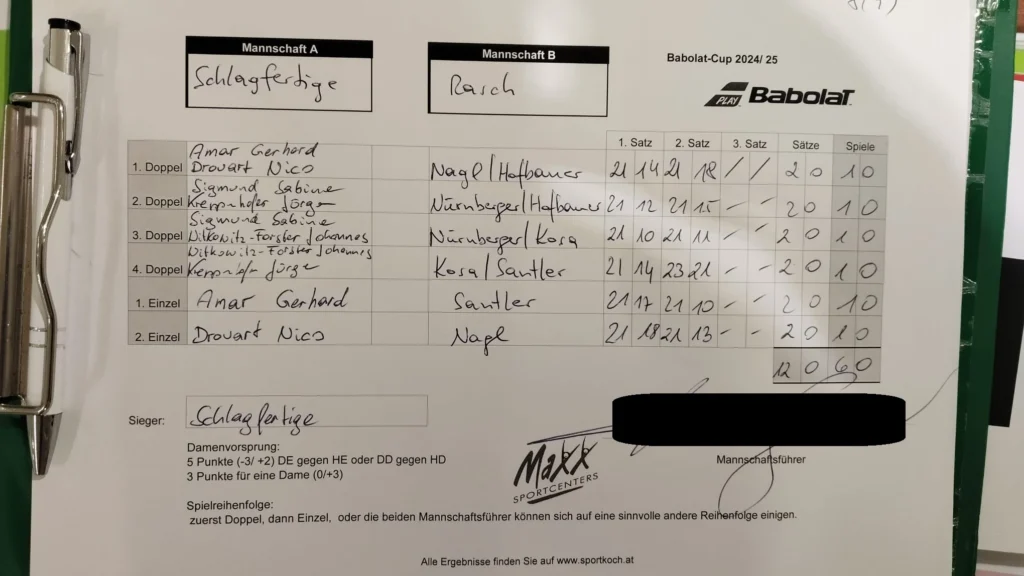 Mannschaft A
Schlagfertige
Mannschaft B
Rasch
Babolat-Cup 2024/ 25
PLAY BabolaT
1. Satz 2. Satz 3. Satz Sätze Spiele
Amar Gerhard
1. Doppel Drovart Nico Nagl/Hofbauer 21 14 21 18 / / 2 0 1 0
Sigmund Sabine
2. Doppel Krepphofer Jürgen Nürnberger/Hofbauer 21 12 21 15 - - 2 0 1 0
Sigmund Sabine
3. Doppel Witkowitz-Forster Johannes Nürnberger/Kosa 21 10 21 11 - - 2 0 1 0
Witkowitz-Forster Johannes
4. Doppel Jürgen Kosa/Santler 21 14 23 21 - - 2 0 1 0
1. Einzel Amar Gerhard Santler 21 17 21 10 - - 2 0 1 0
2. Einzel Drovart Nico Nagl 21 18 21 13 - - 2 0 1 0
12 0 6 0
Sieger: Schlagfertige
Damenvorsprung:
5 Punkte (-3/ +2) DE gegen HE oder DD gegen HD
3 Punkte für eine Dame (0/+3)
Maxx
SPORTCENTERS
Mannschaftsführer
Spielreihenfolge:
zuerst Doppel, dann Einzel, oder die beiden Mannschaftsführer können sich auf eine sinnvolle andere Reihenfolge einigen.
Alle Ergebnisse finden Sie auf www.sportkoch.at